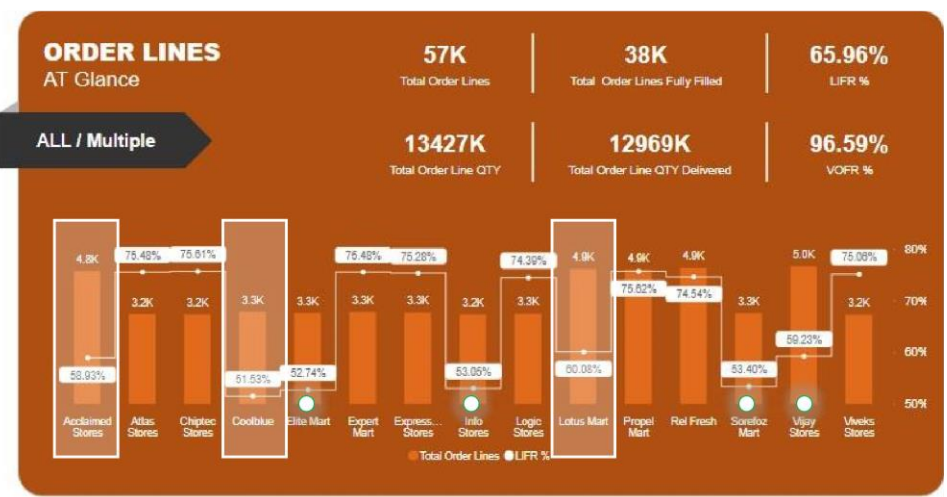 ORDER LINES
AT Glance
57K
Total Order Lines
38K
Total Order Lines Fully Filled
65.96%
LIFR %
ALL / Multiple
13427K
Total Order Line QTY
12969K
Total Order Line QTY Delivered
96.59%
VOFR %
4.8K 75.48% 75.61% 75.48% 75.28% 74.39% 4.9K 4.9K 4.9K 5.0K 75.06% 80%
3.2K 3.2K 3.3K 3.3K 3.3K 3.3K 3.2K 3.3K 75.62% 74.54% 3.3K 3.2K 70%
58.93% 51.53% 52.74% 53.05% 60.08% 53.40% 59.23% 60%
50%
Acclaimed Stores
Atlas Stores
Chiptec Stores
Coolblue
Elite Mart
Expert Mart
Express... Stores
Info Stores
Logic Stores
Lotus Mart
Propel Mart
Rel Fresh
Sorefoz Mart
Vijay Stores
Viveks Stores
Total Order Lines LIFR %